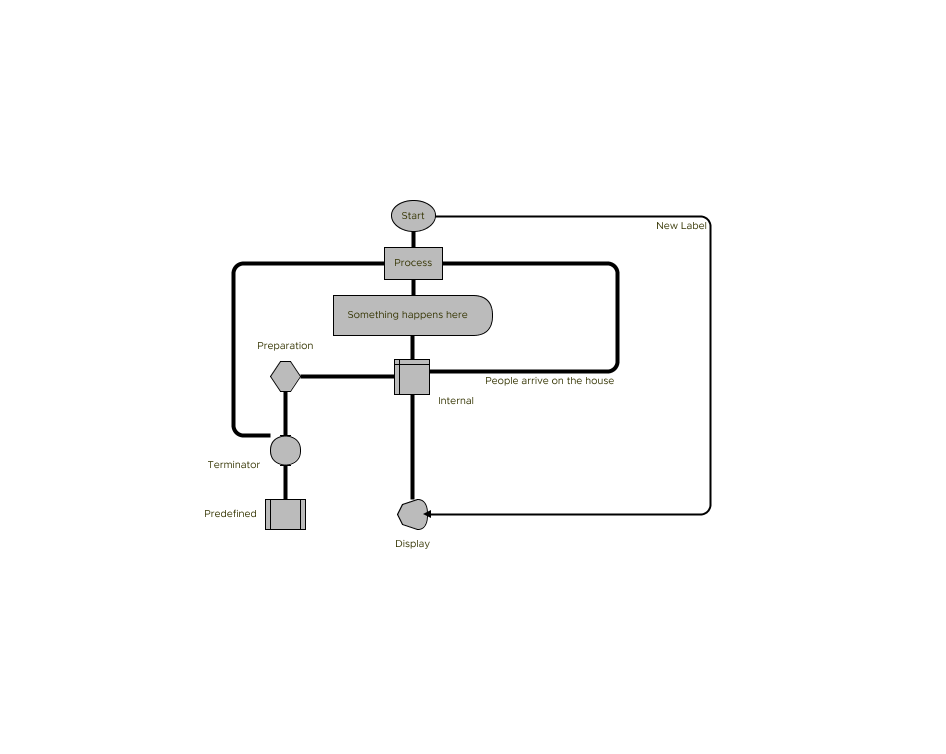 Start
New Label
Process
Something happens here
Preparation
People arrive on the house
Internal
Terminator
Predefined
Display